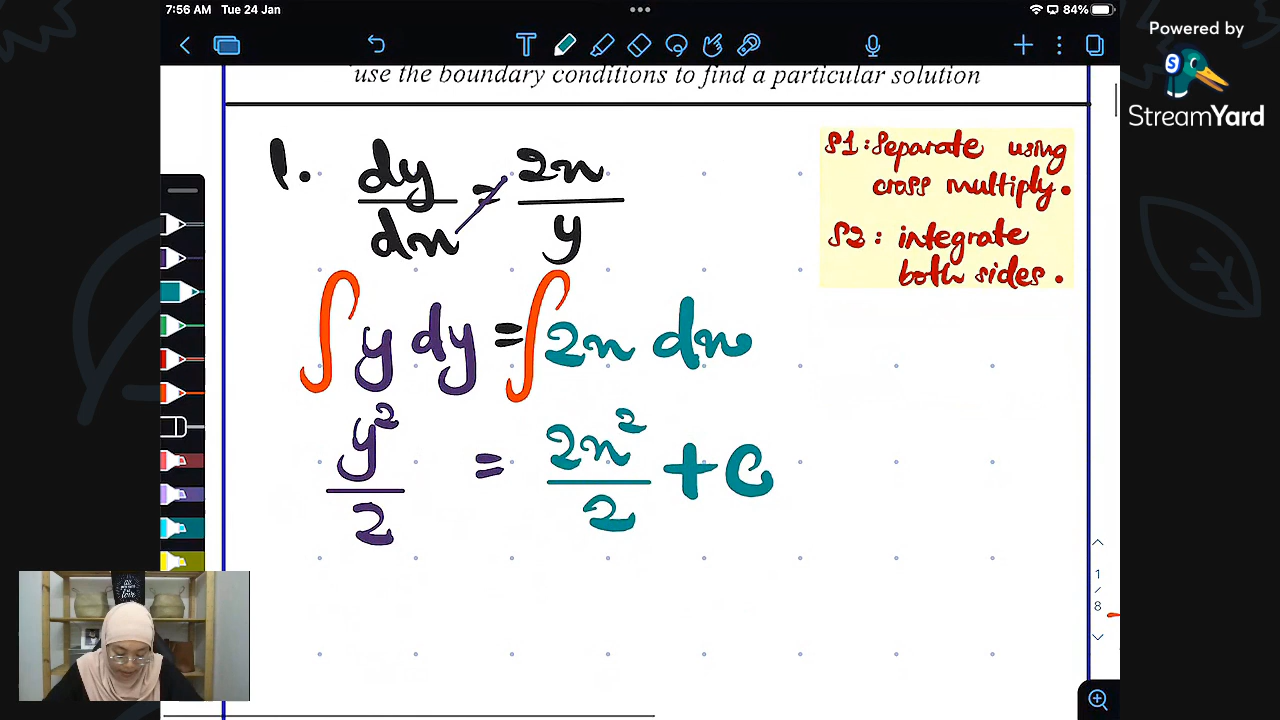 7:56 AM Tue 24 Jan
84%
Powered by
StreamYard
use the boundary conditions to find a particular solution
1. dy/dx = 2x/y
S1: Separate using
cross multiply.
S2: integrate
both sides.
∫ y dy = ∫ 2x dx
y²/2 = 2x²/2 + C
1
/
8